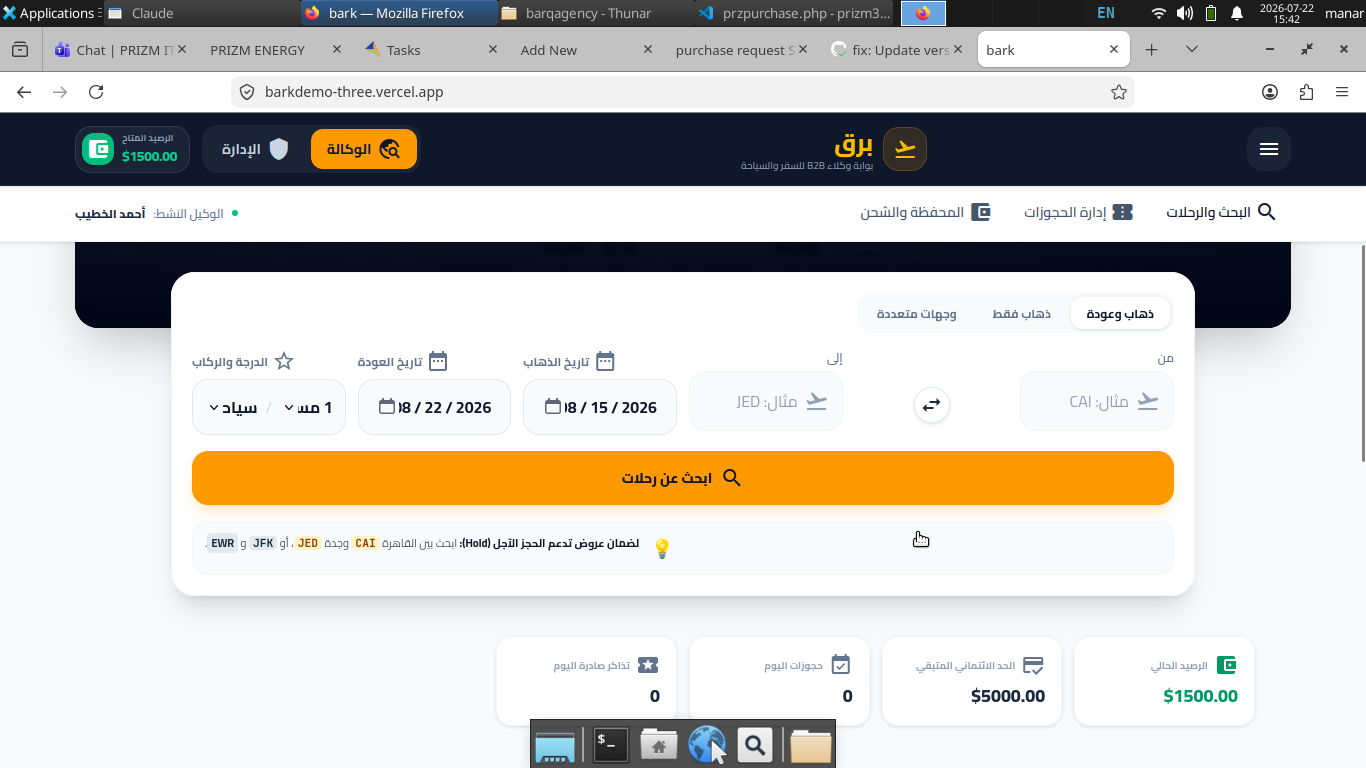 Applications
Claude
bark — Mozilla Firefox
barqagency - Thunar
przpurchase.php - prizm3...
EN
2026-07-22
15:42
manar
Chat | PRIZM IT
PRIZM ENERGY
Tasks
Add New
purchase request S
fix: Update vers
bark
barkdemo-three.vercel.app
برق
بوابة وكلاء B2B للسفر والسياحة
الوكالة
الإدارة
الرصيد المتاح
$1500.00
البحث والرحلات
إدارة الحجوزات
المحفظة والشحن
الوكيل النشط: أحمد الخطيب
ذهاب وعودة
ذهاب فقط
وجهات متعددة
من
إلى
تاريخ الذهاب
تاريخ العودة
الدرجة والركاب
مثال: CAI
مثال: JED
08 / 15 / 2026
08 / 22 / 2026
1 مس
/
سياح
ابحث عن رحلات
لضمان عروض تدعم الحجز الآجل (Hold): ابحث بين القاهرة CAI وجدة JED، أو JFK و EWR.
الرصيد الحالي
$1500.00
الحد الائتماني المتبقي
$5000.00
حجوزات اليوم
0
تذاكر صادرة اليوم
0